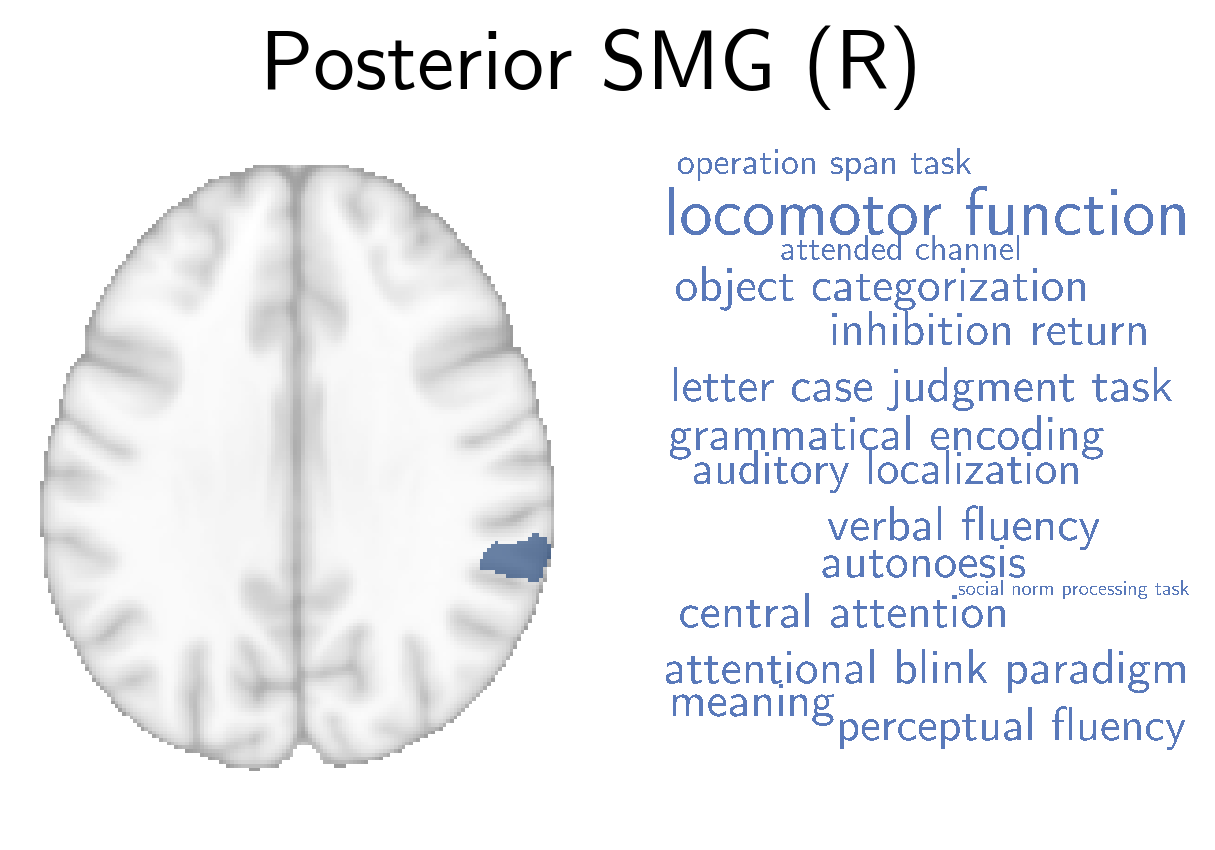 Posterior SMG (R)
operation span task
locomotor function
attended channel
object categorization
inhibition return
letter case judgment task
grammatical encoding
auditory localization
verbal fluency
autonoesis
social norm processing task
central attention
attentional blink paradigm
meaning
perceptual fluency